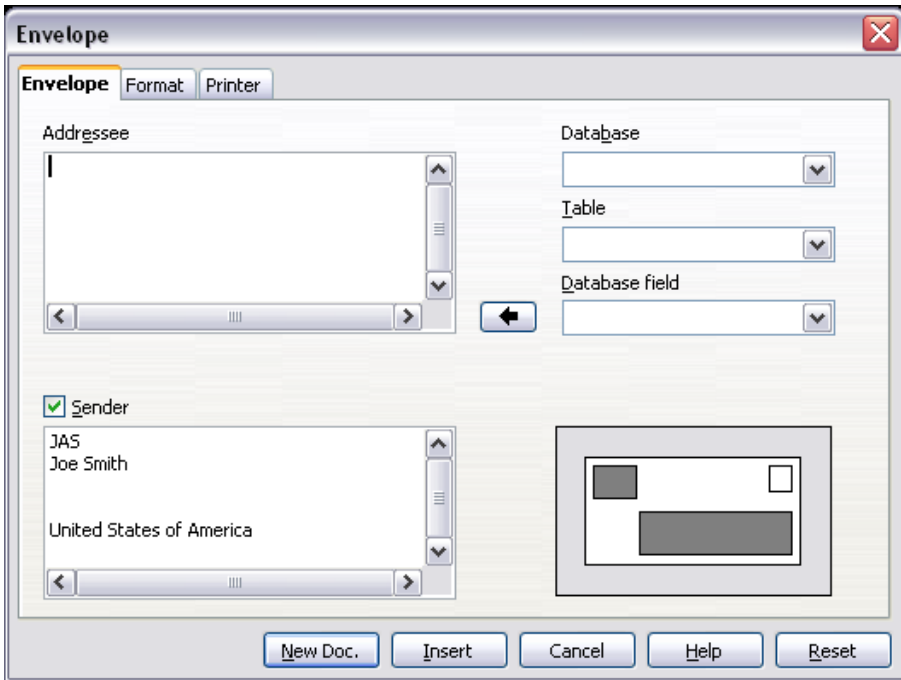 Envelope
Envelope Format Printer
Addressee
Database
Table
Database field
Sender
JAS
Joe Smith
United States of America
New Doc. Insert Cancel Help Reset